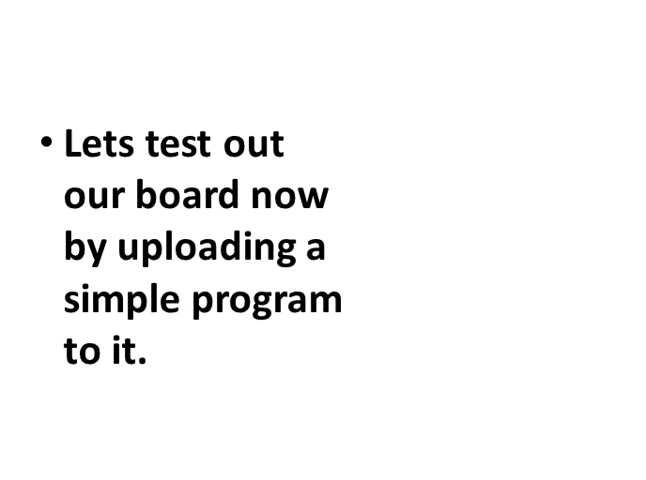 • Lets test out
our board now
by uploading a
simple program
to it.